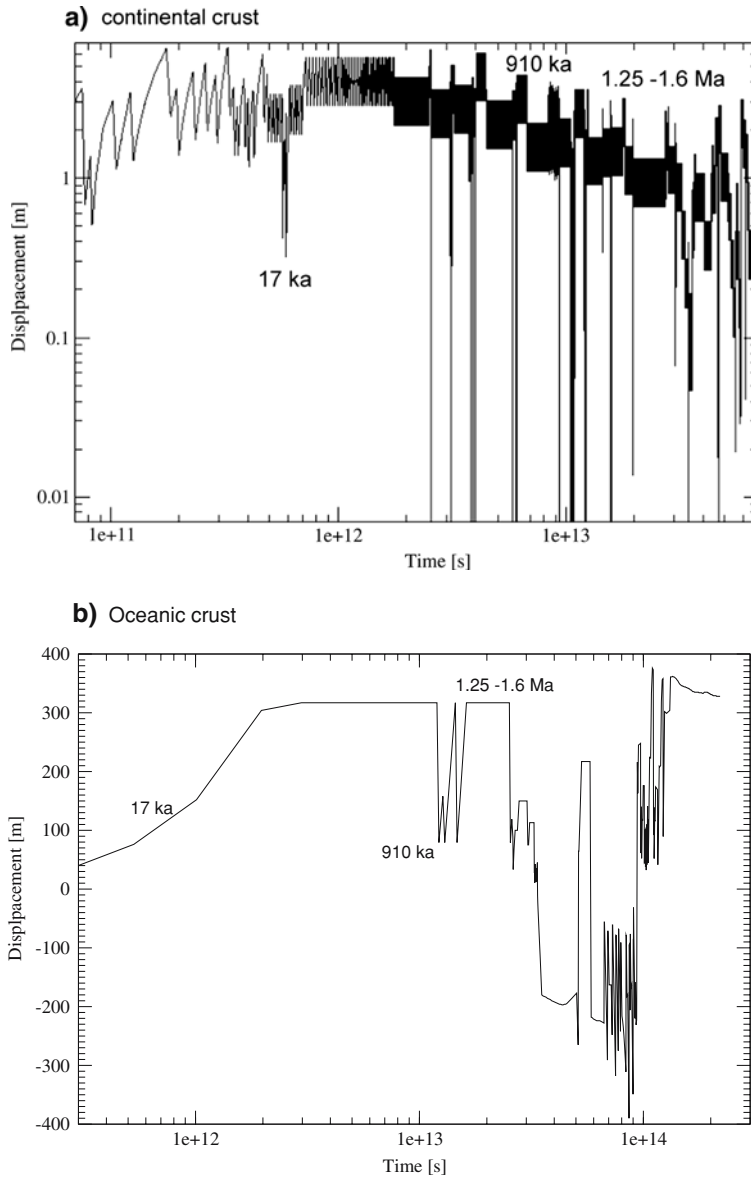 a) continental crust
910 ka
1.25 -1.6 Ma
1
17 ka
0.1
0.01
Displpacement [m]
1e+11
1e+12
1e+13
Time [s]
b) Oceanic crust
400
1.25 -1.6 Ma
300
200
17 ka
100
910 ka
0
-100
-200
-300
-400
Displpacement [m]
1e+12
1e+13
1e+14
Time [s]